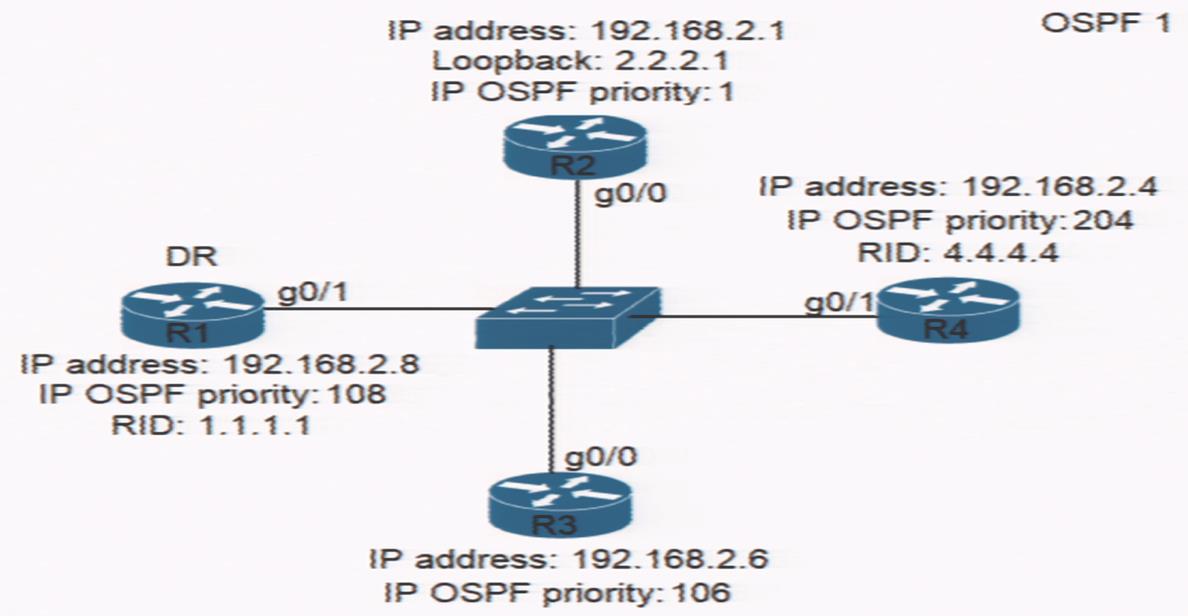 OSPF 1
IP address: 192.168.2.1
Loopback: 2.2.2.1
IP OSPF priority: 1
R2
g0/0
IP address: 192.168.2.4
IP OSPF priority: 204
RID: 4.4.4.4
g0/1
R4
DR
g0/1
R1
IP address: 192.168.2.8
IP OSPF priority: 108
RID: 1.1.1.1
g0/0
R3
IP address: 192.168.2.6
IP OSPF priority: 106